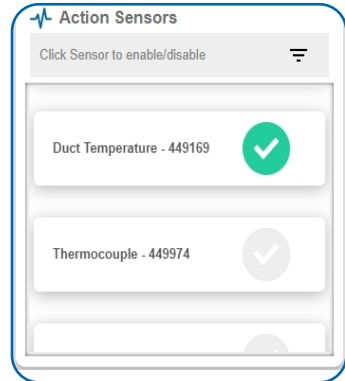 Action Sensors
Click Sensor to enable/disable
Duct Temperature - 449169
Thermocouple - 449974